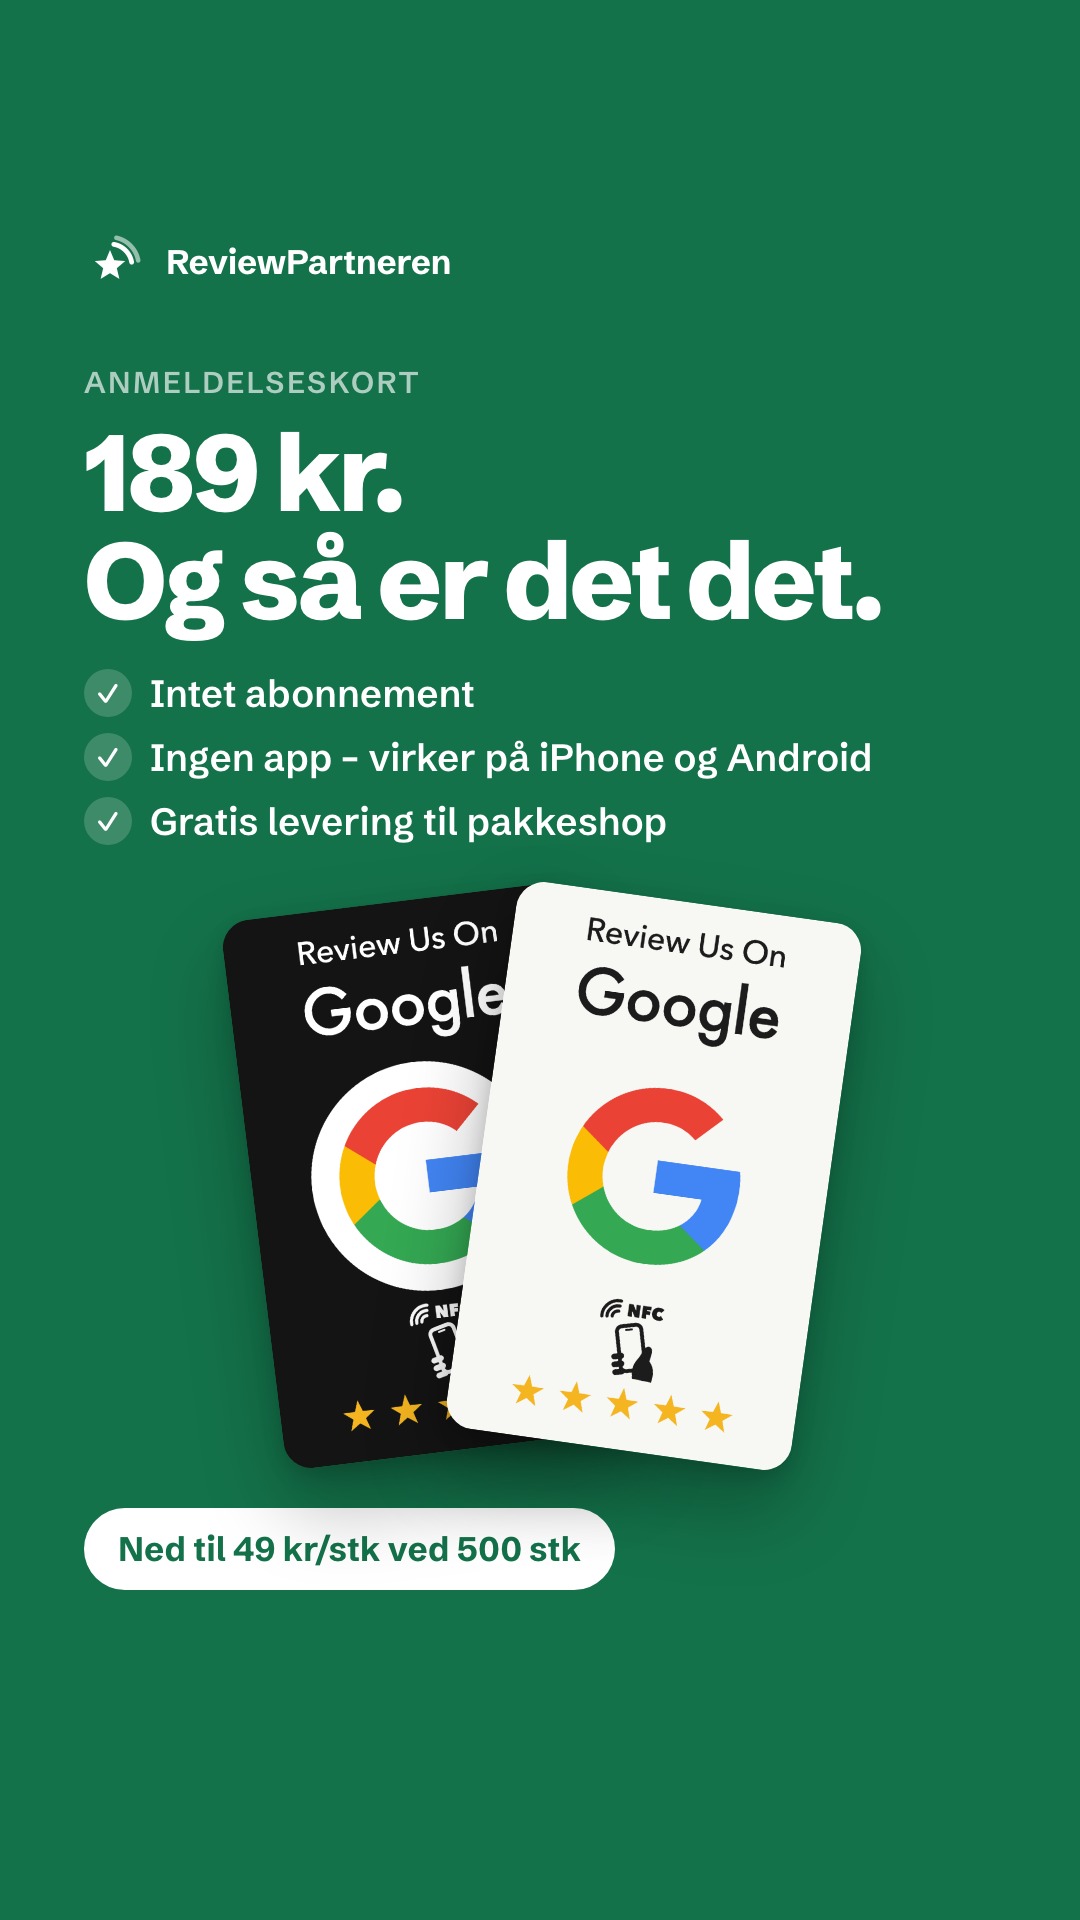 ReviewPartneren
ANMELDELSESKORT
189 kr.
Og så er det det.
Intet abonnement
Ingen app – virker på iPhone og Android
Gratis levering til pakkeshop
Review Us On
Google
NF
Review Us On
Google
NFC
Ned til 49 kr/stk ved 500 stk